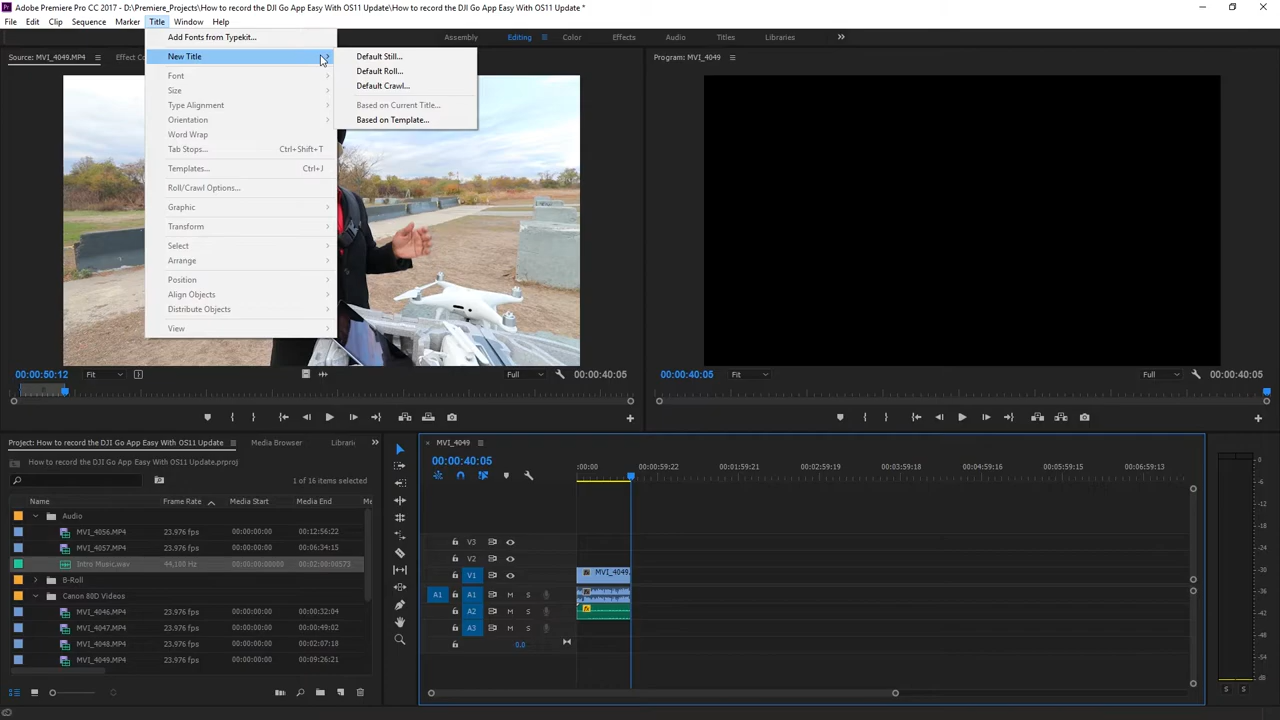 Adobe Premiere Pro CC 2017 - D:\Premiere_Projects\How to record the DJI Go App Easy With OS11 Update\How to record the DJI Go App Easy With OS11 Update *
File Edit Clip Sequence Marker Title Window Help
Add Fonts from Typekit...
Assembly Editing Color Effects Audio Titles Libraries
Source: MVI_4049.MP4
Effect Co
Program: MVI_4049
New Title
Default Still...
Default Roll...
Default Crawl...
Based on Current Title...
Based on Template...
Font
Size
Type Alignment
Orientation
Word Wrap
Tab Stops... Ctrl+Shift+T
Templates... Ctrl+J
Roll/Crawl Options...
Graphic
Transform
Select
Arrange
Position
Align Objects
Distribute Objects
View
00:00:50:12 Fit Full 00:00:40:05
00:00:40:05 Fit Full 00:00:40:05
Project: How to record the DJI Go App Easy With OS11 Update Media Browser Librari
How to record the DJI Go App Easy With OS11 Update.prproj
1 of 16 items selected
Name Frame Rate Media Start Media End Me
Audio
MVI_4056.MP4 23.976 fps 00:00:00:00 00:12:56:22
MVI_4057.MP4 23.976 fps 00:00:00:00 00:06:34:15
Intro Music.wav 44,100 Hz 00:00:00:00000
B-Roll
Canon 80D Videos
MVI_4046.MP4 23.976 fps 00:00:00:00 00:00:32:04
MVI_4047.MP4 23.976 fps 00:00:00:00 00:00:49:02
MVI_4048.MP4 23.976 fps 00:00:00:00 00:02:07:18
MVI_4049.MP4 23.976 fps 00:00:00:00 00:09:26:21
MVI_4049
00:00:40:05
:00:00 00:00:59:22 00:01:59:21 00:02:59:19 00:03:59:18 00:04:59:16 00:05:59:15 00:06:59:13
V3
V2
V1 MVI_4049.
A1 A1 M S
A2 M S
A3 M S
0.0
0
-6
-12
-18
-24
-30
-36
-42
-48
-54
dB
S S